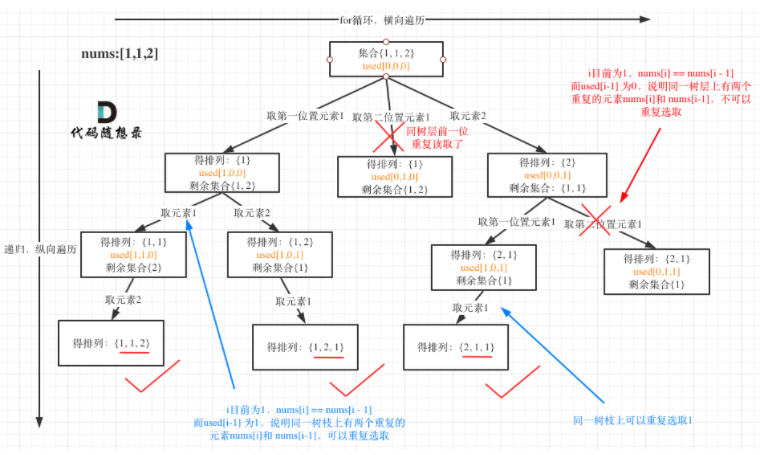 for循环,横向遍历
nums:[1,1,2]
集合{1,1,2}
used[0,0,0]
i目前为1,nums[i] == nums[i - 1]
而used[i-1] 为0,说明同一树层上有两个
重复的元素nums[i]和 nums[i-1],不可以
重复选取
代码随想录
取第一位置元素1
取第二位置元素1
取元素2
同树层前一位
重复读取了
得排列:{1}
used[1,0,0]
剩余集合{1,2}
得排列:{1}
used[0,1,0]
剩余集合{1,2}
得排列:{2}
used[0,0,1]
剩余集合:{1,1}
递归,纵向遍历
取元素1
取元素2
取第一位置元素1
取第二位置元素1
得排列:{1,1}
used[1,1,0]
剩余集合{2}
得排列:{1,2}
used[1,0,1]
剩余集合{1}
得排列:{2,1}
used[1,0,1]
剩余集合{1}
得排列:{2,1}
used[0,1,1]
剩余集合{1}
取元素2
取元素1
取元素1
得排列:{1,1,2}
得排列:{1,2,1}
得排列:{2,1,1}
i目前为1,nums[i] == nums[i - 1]
而used[i-1] 为1,说明同一树枝上有两个重复的
元素nums[i]和 nums[i-1],可以重复选取
同一树枝上可以重复选取1